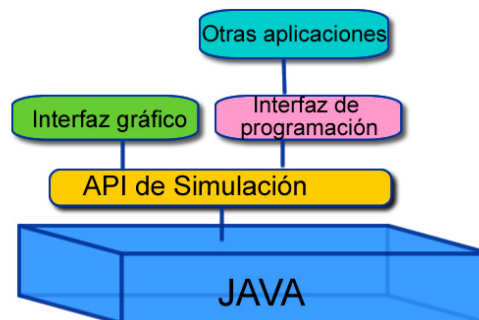 Otras aplicaciones
Interfaz gráfico
Interfaz de
programación
API de Simulación
JAVA